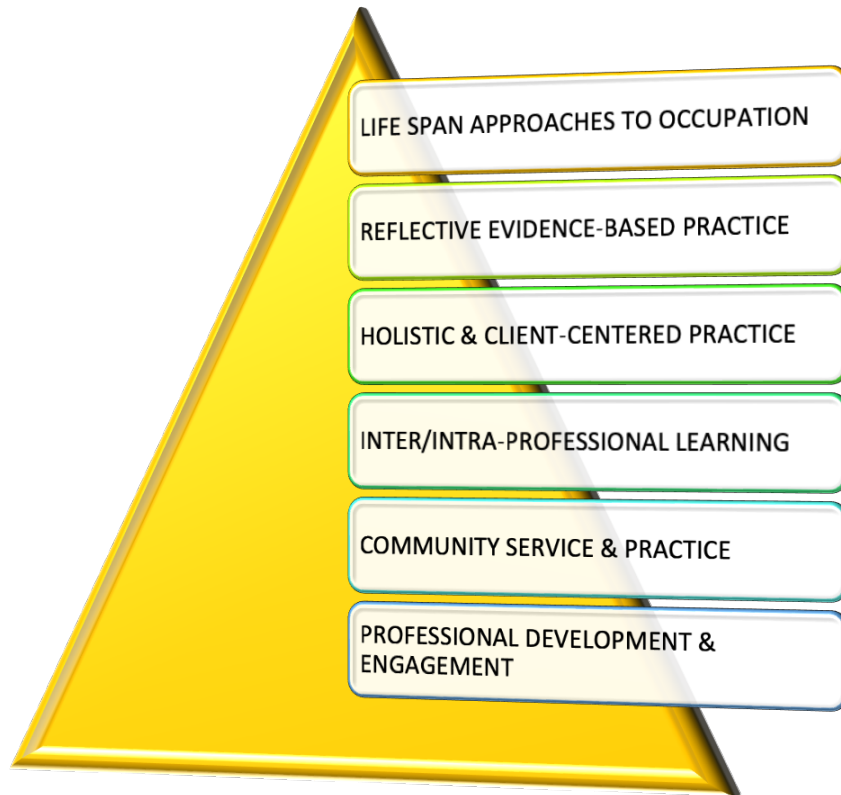 LIFE SPAN APPROACHES TO OCCUPATION
REFLECTIVE EVIDENCE-BASED PRACTICE
HOLISTIC & CLIENT-CENTERED PRACTICE
INTER/INTRA-PROFESSIONAL LEARNING
COMMUNITY SERVICE & PRACTICE
PROFESSIONAL DEVELOPMENT &
ENGAGEMENT